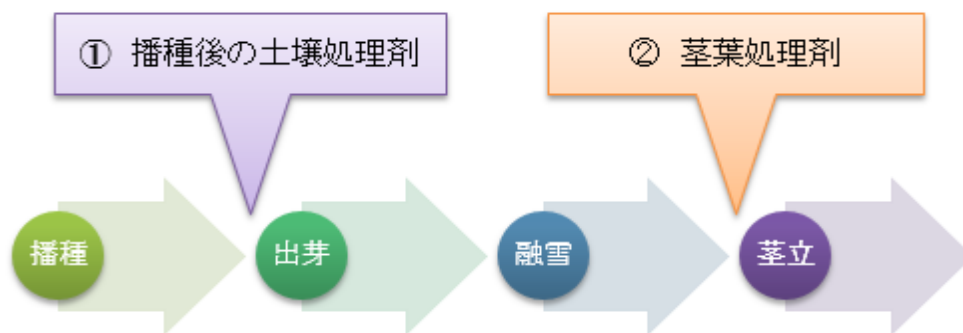 ① 播種後の土壌処理剤
② 茎葉処理剤
播種
出芽
融雪
茎立